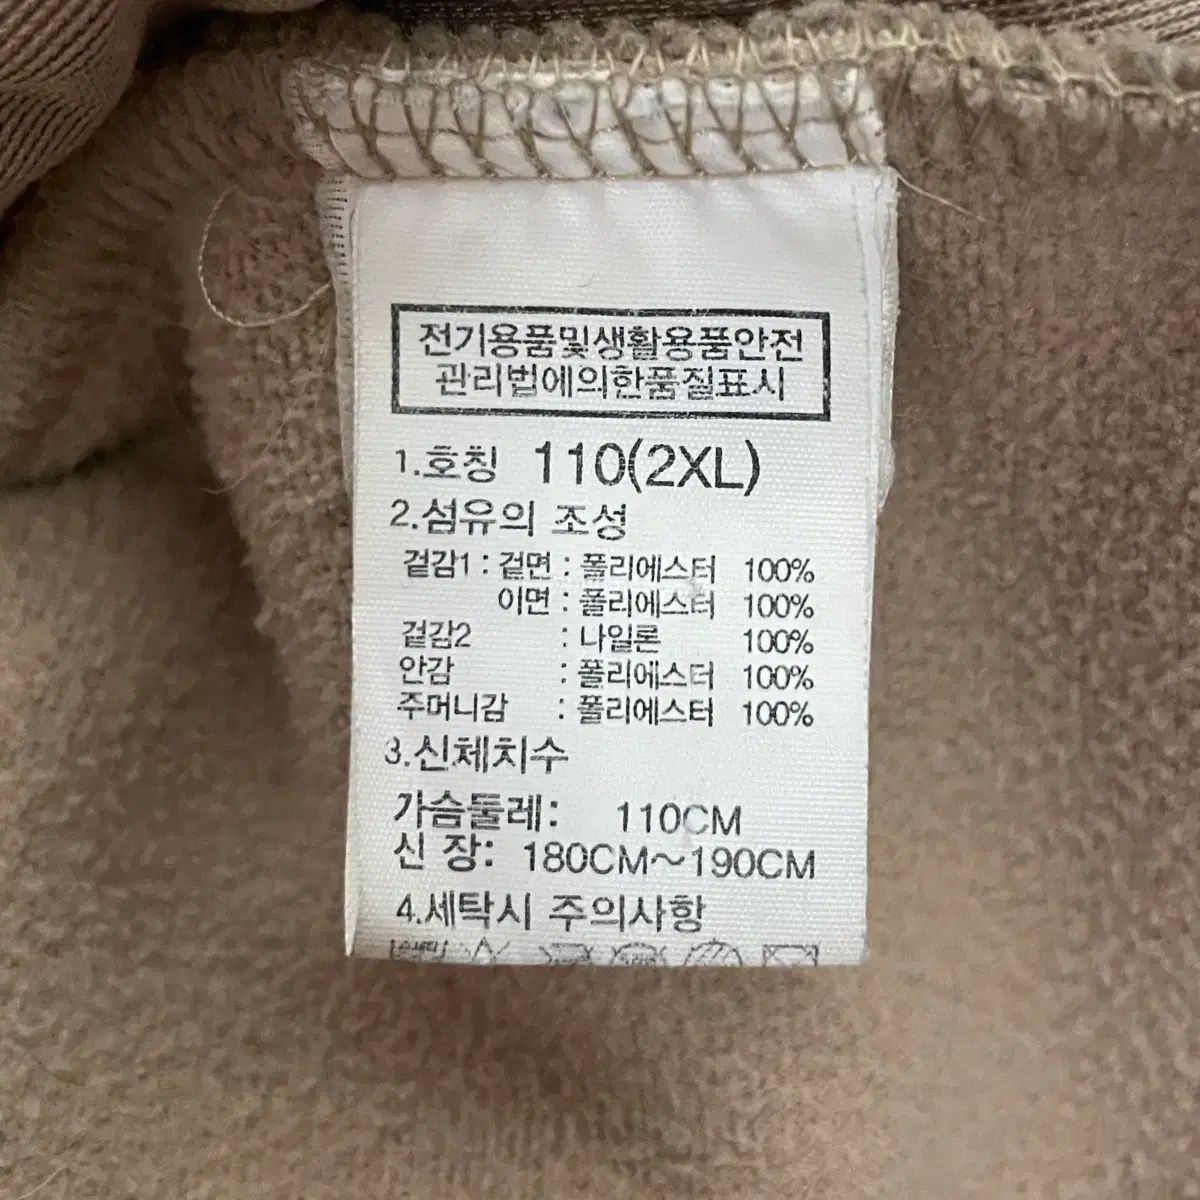 전기용품및생활용품안전
관리법에의한품질표시
1.호칭 110(2XL)
2.섬유의 조성
겉감1 : 겉면 : 폴리에스터 100%
이면 : 폴리에스터 100%
겉감2 : 나일론 100%
안감 : 폴리에스터 100%
주머니감 : 폴리에스터 100%
3.신체치수
가슴둘레: 110CM
신 장: 180CM~190CM
4.세탁시 주의사항